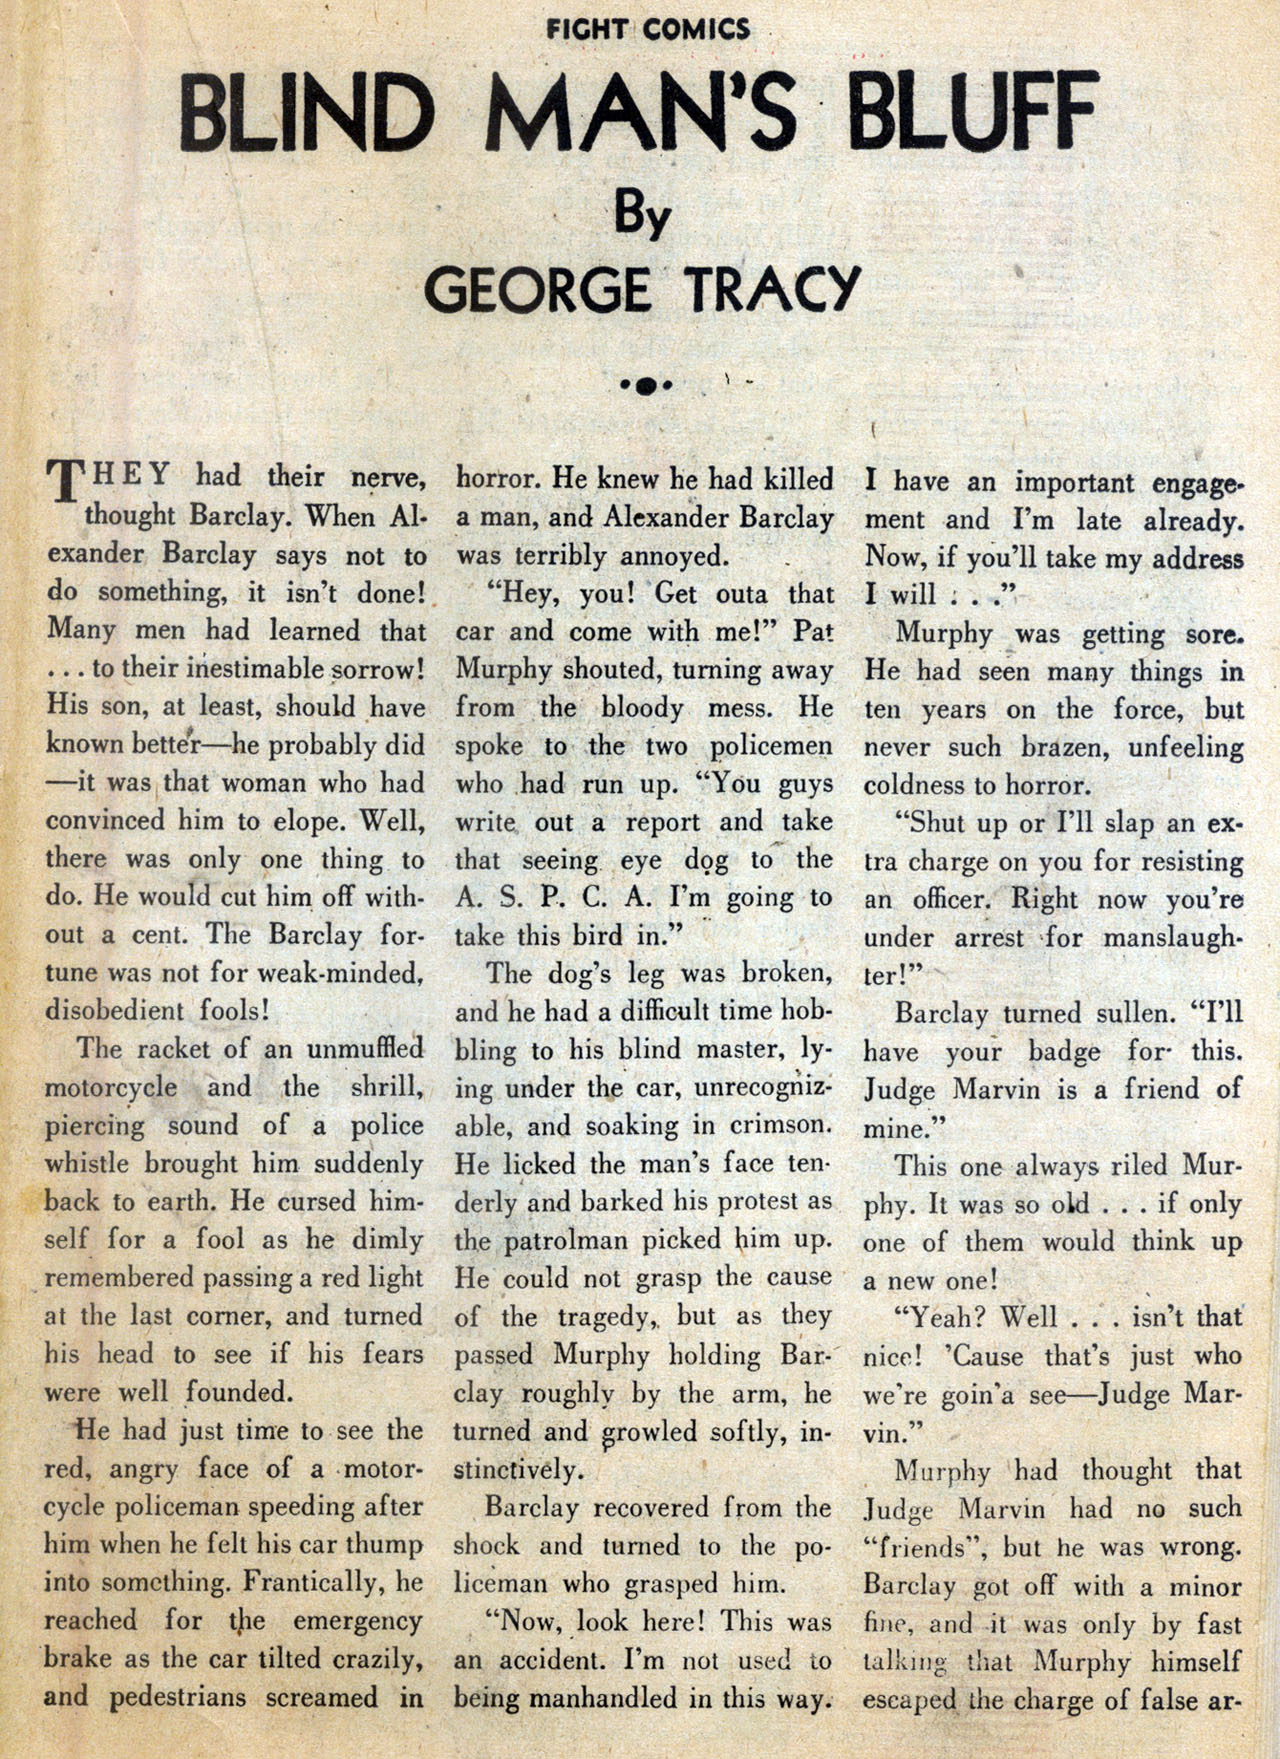 FIGHT COMICS
BLIND MAN'S BLUFF
By
GEORGE TRACY
THEY had their nerve,
thought Barclay. When Al-
exander Barclay says not to
do something, it isn't done!
Many men had learned that
. . . to their inestimable sorrow!
His son, at least, should have
known better—he probably did
—it was that woman who had
convinced him to elope. Well,
there was only one thing to
do. He would cut him off with-
out a cent. The Barclay for-
tune was not for weak-minded,
disobedient fools!
The racket of an unmuffled
motorcycle and the shrill,
piercing sound of a police
whistle brought him suddenly
back to earth. He cursed him-
self for a fool as he dimly
remembered passing a red light
at the last corner, and turned
his head to see if his fears
were well founded.
He had just time to see the
red, angry face of a motor-
cycle policeman speeding after
him when he felt his car thump
into something. Frantically, he
reached for the emergency
brake as the car tilted crazily,
and pedestrians screamed in
horror. He knew he had killed
a man, and Alexander Barclay
was terribly annoyed.
"Hey, you! Get outa that
car and come with me!" Pat
Murphy shouted, turning away
from the bloody mess. He
spoke to the two policemen
who had run up. "You guys
write out a report and take
that seeing eye dog to the
A. S. P. C. A. I'm going to
take this bird in."
The dog's leg was broken,
and he had a difficult time hob-
bling to his blind master, ly-
ing under the car, unrecogniz-
able, and soaking in crimson.
He licked the man's face ten-
derly and barked his protest as
the patrolman picked him up.
He could not grasp the cause
of the tragedy, but as they
passed Murphy holding Bar-
clay roughly by the arm, he
turned and growled softly, in-
stinctively.
Barclay recovered from the
shock and turned to the po-
liceman who grasped him.
"Now, look here! This was
an accident. I'm not used to
being manhandled in this way.
I have an important engage-
ment and I'm late already.
Now, if you'll take my address
I will . . ."
Murphy was getting sore.
He had seen many things in
ten years on the force, but
never such brazen, unfeeling
coldness to horror.
"Shut up or I'll slap an ex-
tra charge on you for resisting
an officer. Right now you're
under arrest for manslaugh-
ter!"
Barclay turned sullen. "I'll
have your badge for this.
Judge Marvin is a friend of
mine."
This one always riled Mur-
phy. It was so old . . . if only
one of them would think up
a new one!
"Yeah? Well . . . isn't that
nice! 'Cause that's just who
we're goin'a see—Judge Mar-
vin."
Murphy had thought that
Judge Marvin had no such
"friends", but he was wrong.
Barclay got off with a minor
fine, and it was only by fast
talking that Murphy himself
escaped the charge of false ar-